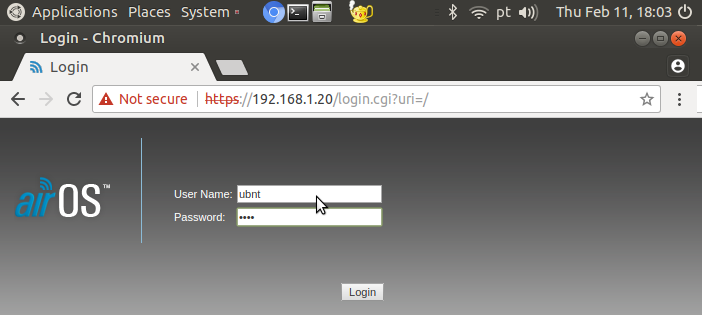 Applications Places System pt Thu Feb 11, 18:03
Login - Chromium
Login
Not secure https://192.168.1.20/login.cgi?uri=/
airOS™
User Name: ubnt
Password: ••••
Login